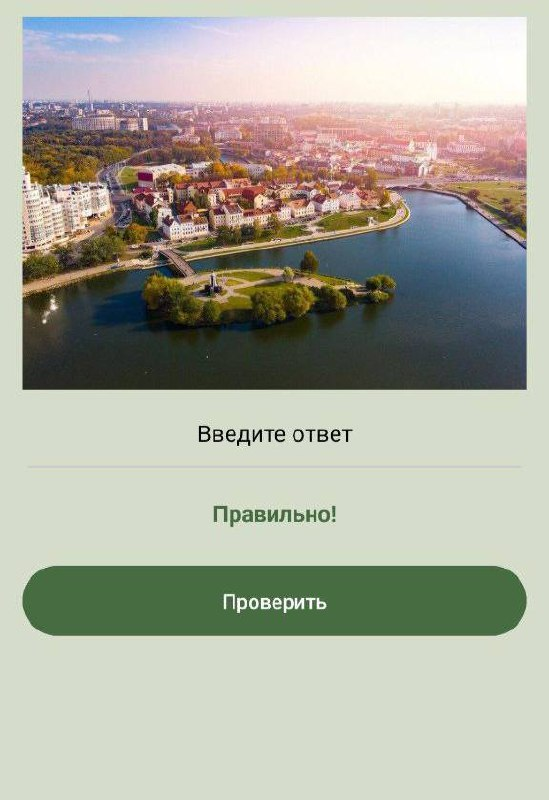 Введите ответ
Правильно!
Проверить